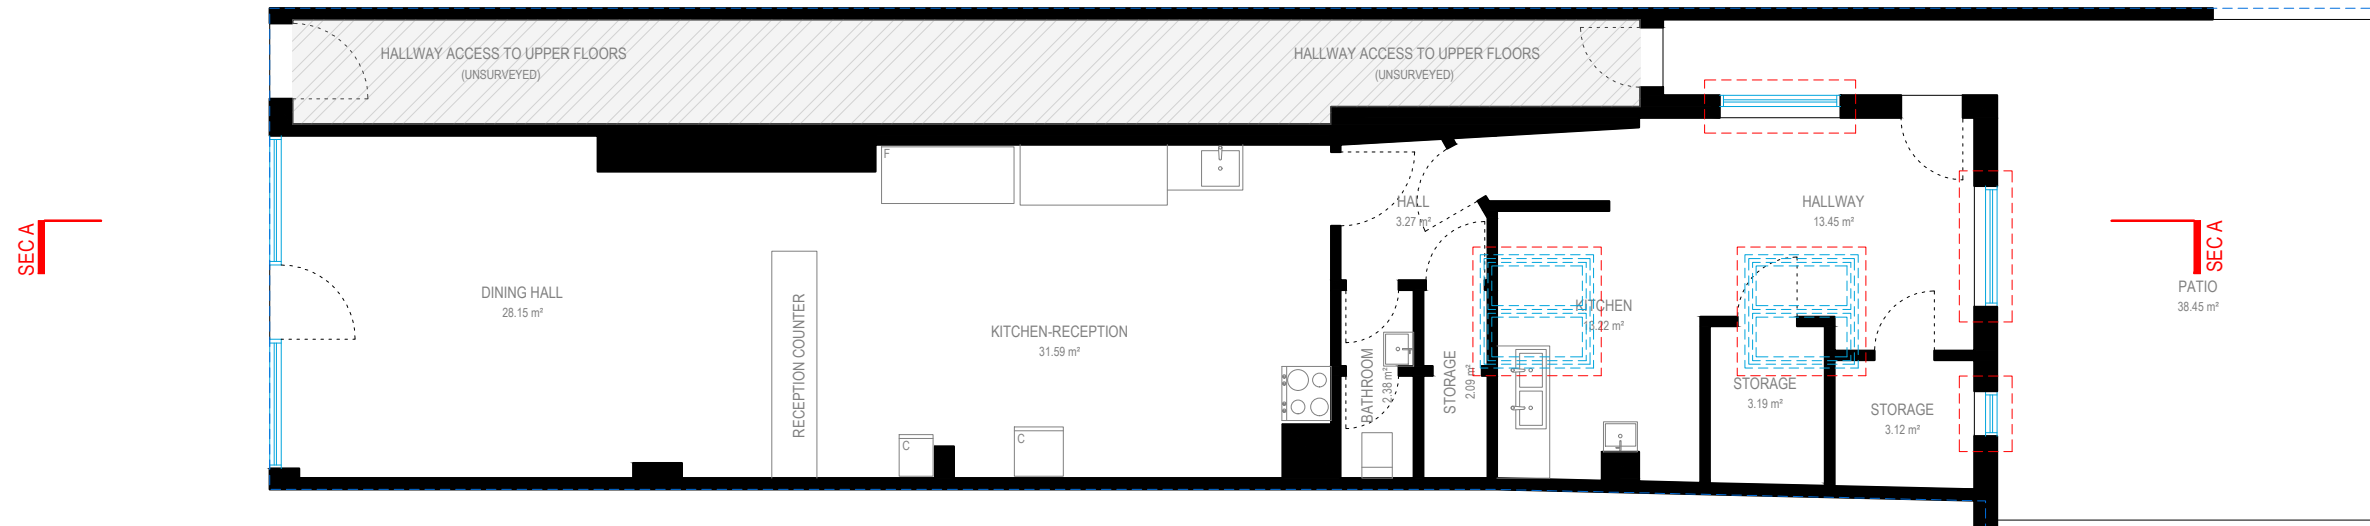 HALLWAY ACCESS TO UPPER FLOORS
(UNSURVEYED)
HALLWAY ACCESS TO UPPER FLOORS
(UNSURVEYED)
F
SEC A
DINING HALL
28.15 m²
RECEPTION COUNTER
KITCHEN-RECEPTION
31.59 m²
C
C
HALL
3.27 m²
BATHROOM
2.38 m²
STORAGE
2.09 m²
KITCHEN
13.22 m²
HALLWAY
13.45 m²
STORAGE
3.19 m²
STORAGE
3.12 m²
PATIO
38.45 m²
SEC A